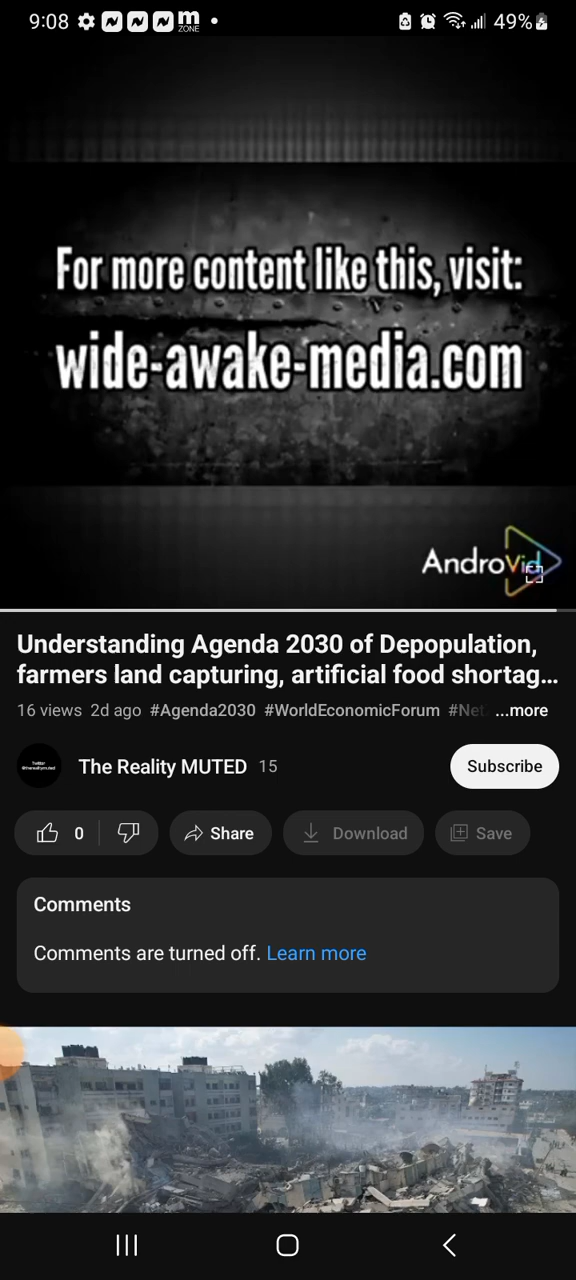 9:08
m
ZONE
49%
For more content like this, visit:
wide-awake-media.com
AndroVid
Understanding Agenda 2030 of Depopulation,
farmers land capturing, artificial food shortag...
16 views 2d ago #Agenda2030 #WorldEconomicForum #Net ...more
The Reality MUTED 15
Subscribe
0
Share
Download
Save
Comments
Comments are turned off. Learn more